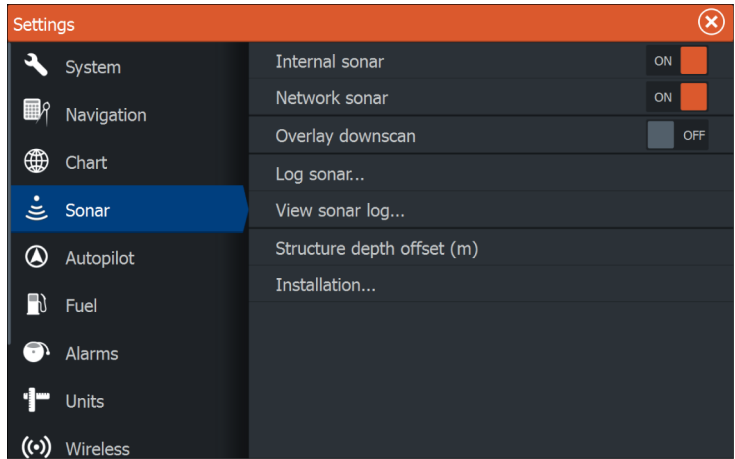 Settings
System
Navigation
Chart
Sonar
Autopilot
Fuel
Alarms
Units
Wireless
Internal sonar ON
Network sonar ON
Overlay downscan OFF
Log sonar...
View sonar log...
Structure depth offset (m)
Installation...